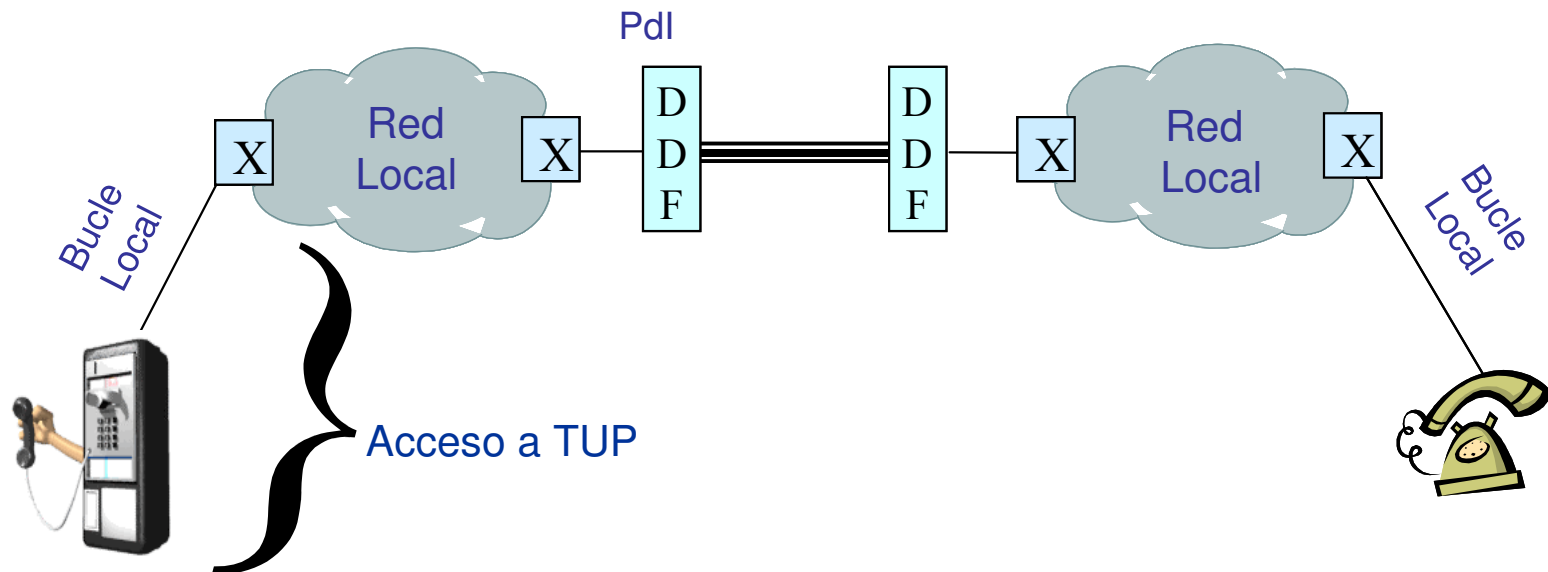 PdI
Red
Local
X
X
D
D
F
D
D
F
X
Red
Local
X
Bucle
Local
Bucle
Local
Acceso a TUP